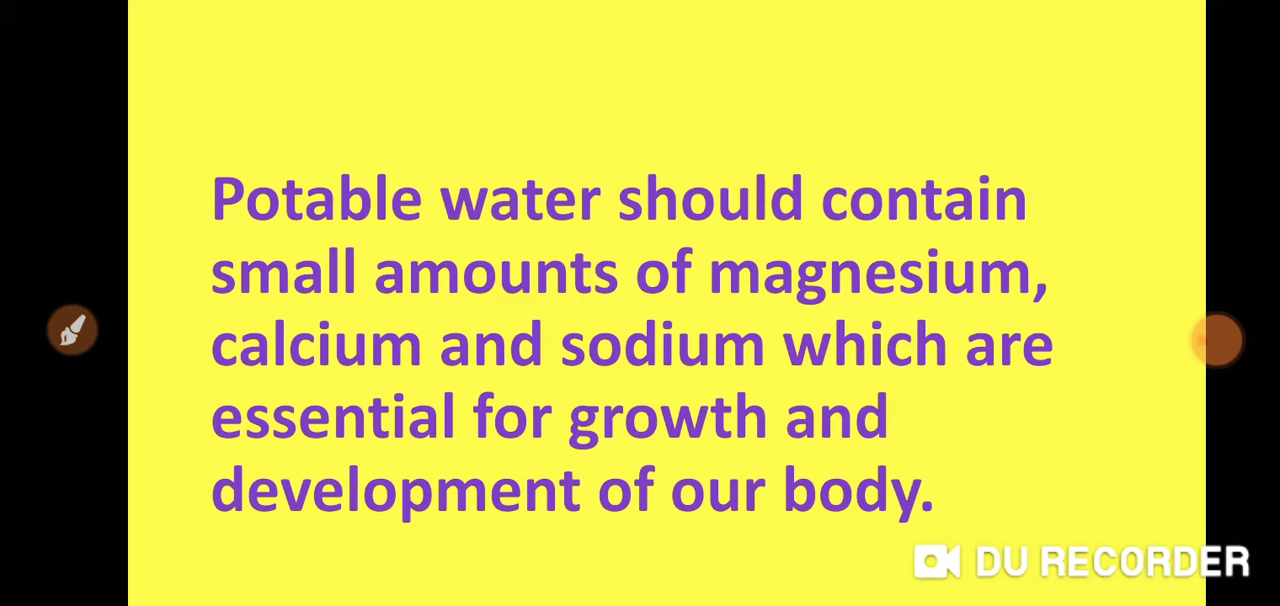 Potable water should contain
small amounts of magnesium,
calcium and sodium which are
essential for growth and
development of our body.
DU RECORDER